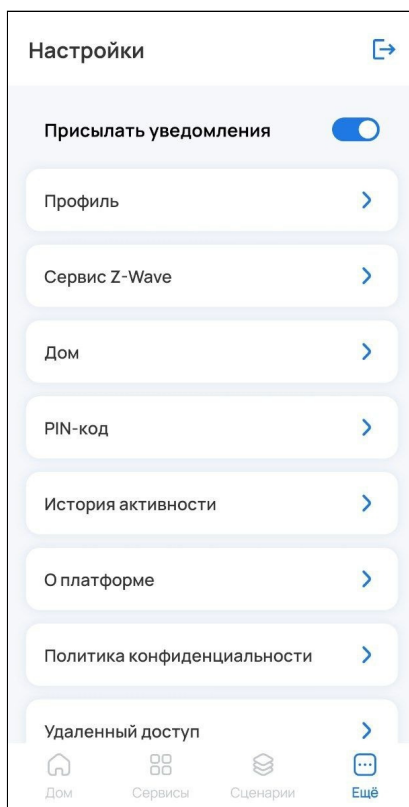 Настройки
Присылать уведомления
Профиль
Сервис Z-Wave
Дом
PIN-код
История активности
О платформе
Политика конфиденциальности
Удаленный доступ
Дом Сервисы Сценарии Ещё